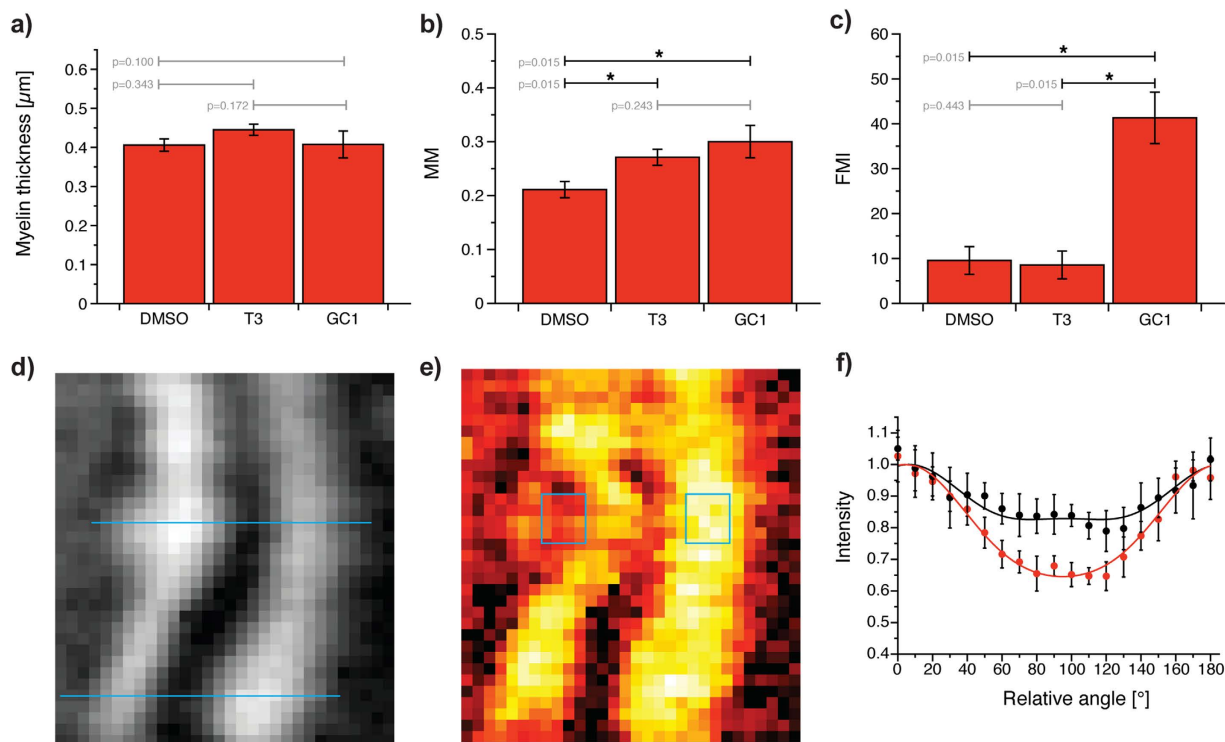 a)
Myelin thickness [µm]
0.6
0.5
0.4
0.3
0.2
0.1
0
p=0.100
p=0.343
p=0.172
DMSO T3 GC1
b)
MM
0.5
0.4
0.3
0.2
0.1
0
p=0.015
*
p=0.015
*
p=0.243
DMSO T3 GC1
c)
FMI
60
50
40
30
20
10
0
p=0.015
*
p=0.015
*
p=0.443
DMSO T3 GC1
d)
e)
f)
Intensity
1.1
1.0
0.9
0.8
0.7
0.6
0.5
0.4
0 20 40 60 80 100 120 140 160 180
Relative angle [°]